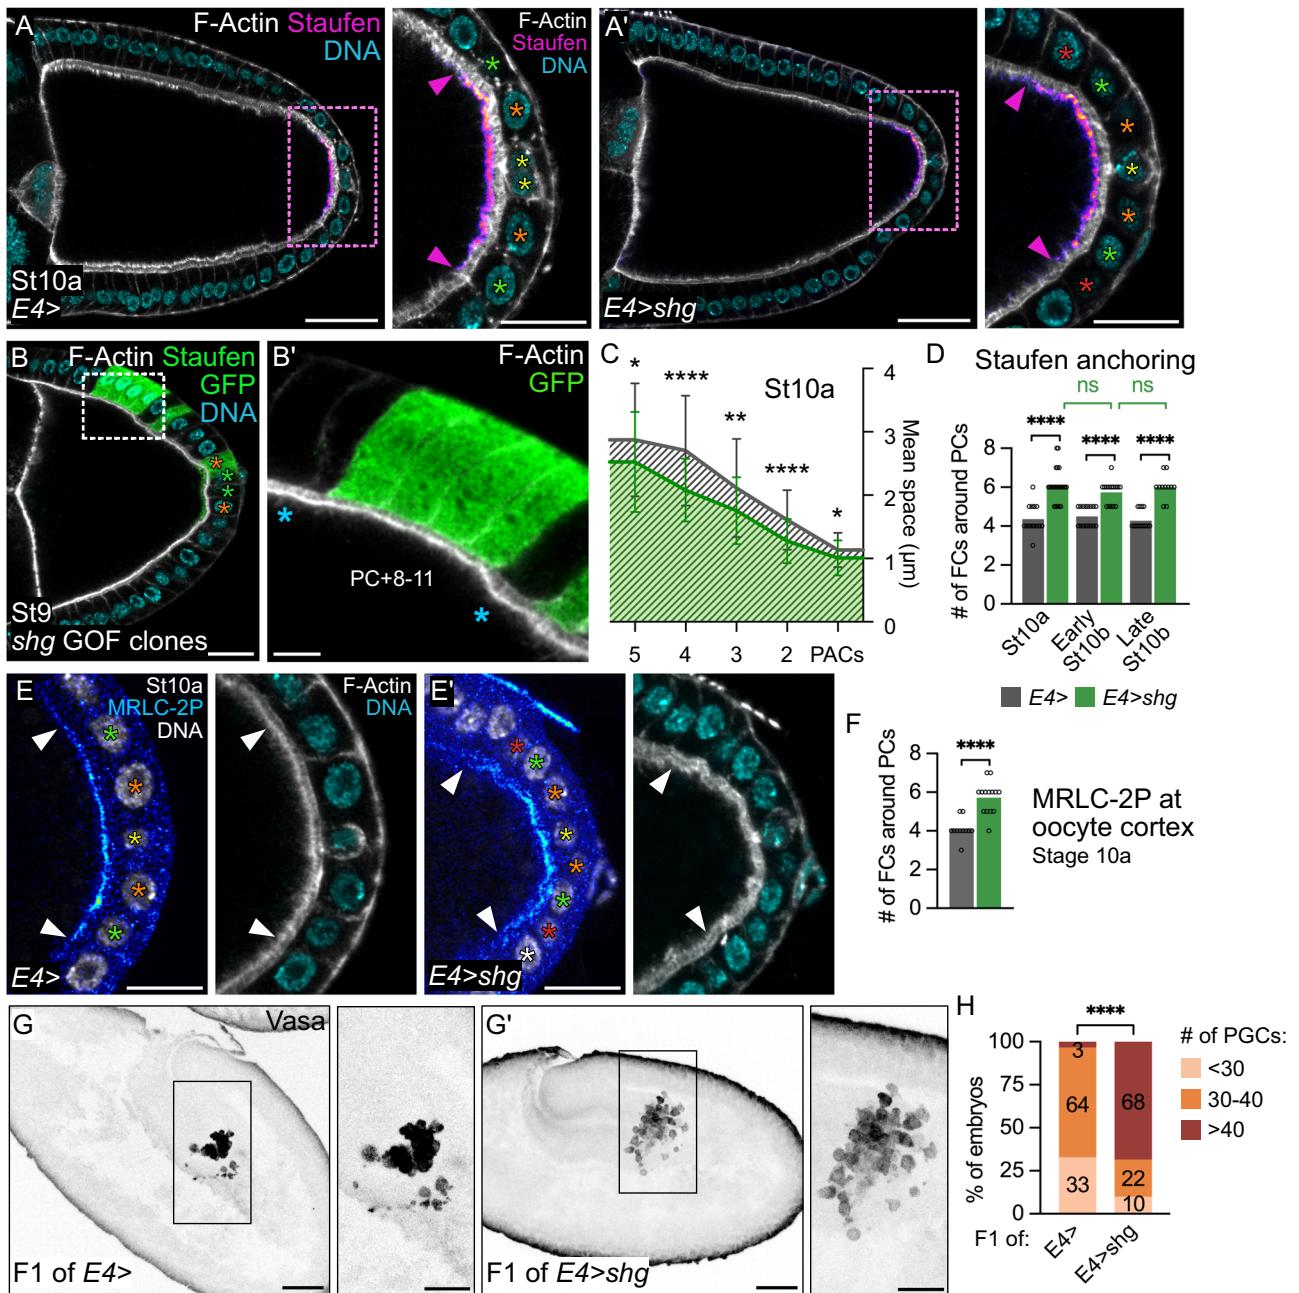 A
F-Actin Staufen
DNA
St10a
E4>
F-Actin
Staufen
DNA
A'
E4>shg
B
F-Actin Staufen
GFP
DNA
St9
shg GOF clones
B'
F-Actin
GFP
PC+8-11
C
St10a
*
****
**
****
*
4
3
2
1
0
Mean space (µm)
5
4
3
2
PACs
D
Staufen anchoring
ns
ns
****
****
****
8
6
4
2
0
# of FCs around PCs
St10a
Early
St10b
Late
St10b
E4>
E4>shg
E
St10a
MRLC-2P
DNA
E4>
F-Actin
DNA
E'
E4>shg
F
****
8
6
4
2
0
# of FCs around PCs
MRLC-2P at
oocyte cortex
Stage 10a
G
Vasa
F1 of E4>
G'
F1 of E4>shg
H
****
100
75
50
25
0
% of embryos
3
64
33
68
22
10
F1 of:
E4>
E4>shg
# of PGCs:
<30
30-40
>40